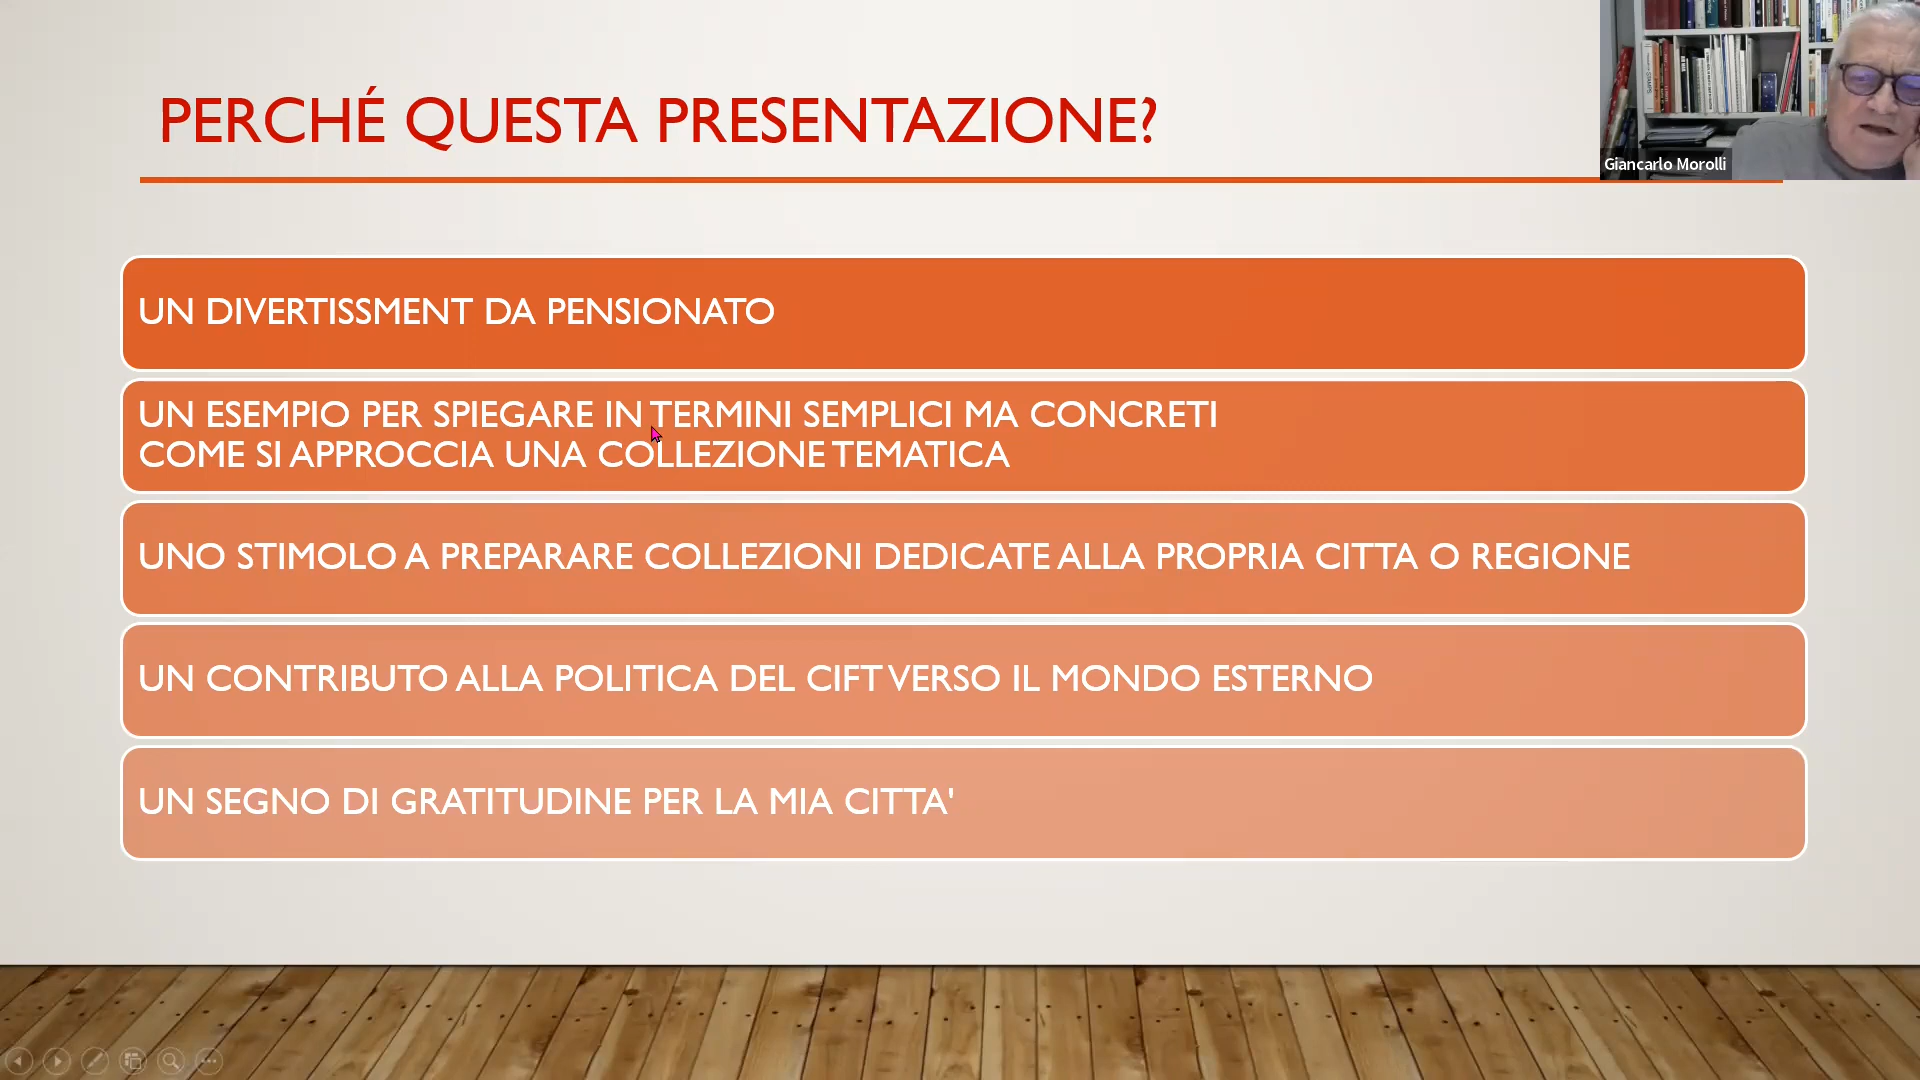 PERCHÉ QUESTA PRESENTAZIONE?
Giancarlo Morolli
UN DIVERTISSMENT DA PENSIONATO
UN ESEMPIO PER SPIEGARE IN TERMINI SEMPLICI MA CONCRETI
COME SI APPROCCIA UNA COLLEZIONE TEMATICA
UNO STIMOLO A PREPARARE COLLEZIONI DEDICATE ALLA PROPRIA CITTA O REGIONE
UN CONTRIBUTO ALLA POLITICA DEL CIFT VERSO IL MONDO ESTERNO
UN SEGNO DI GRATITUDINE PER LA MIA CITTA'